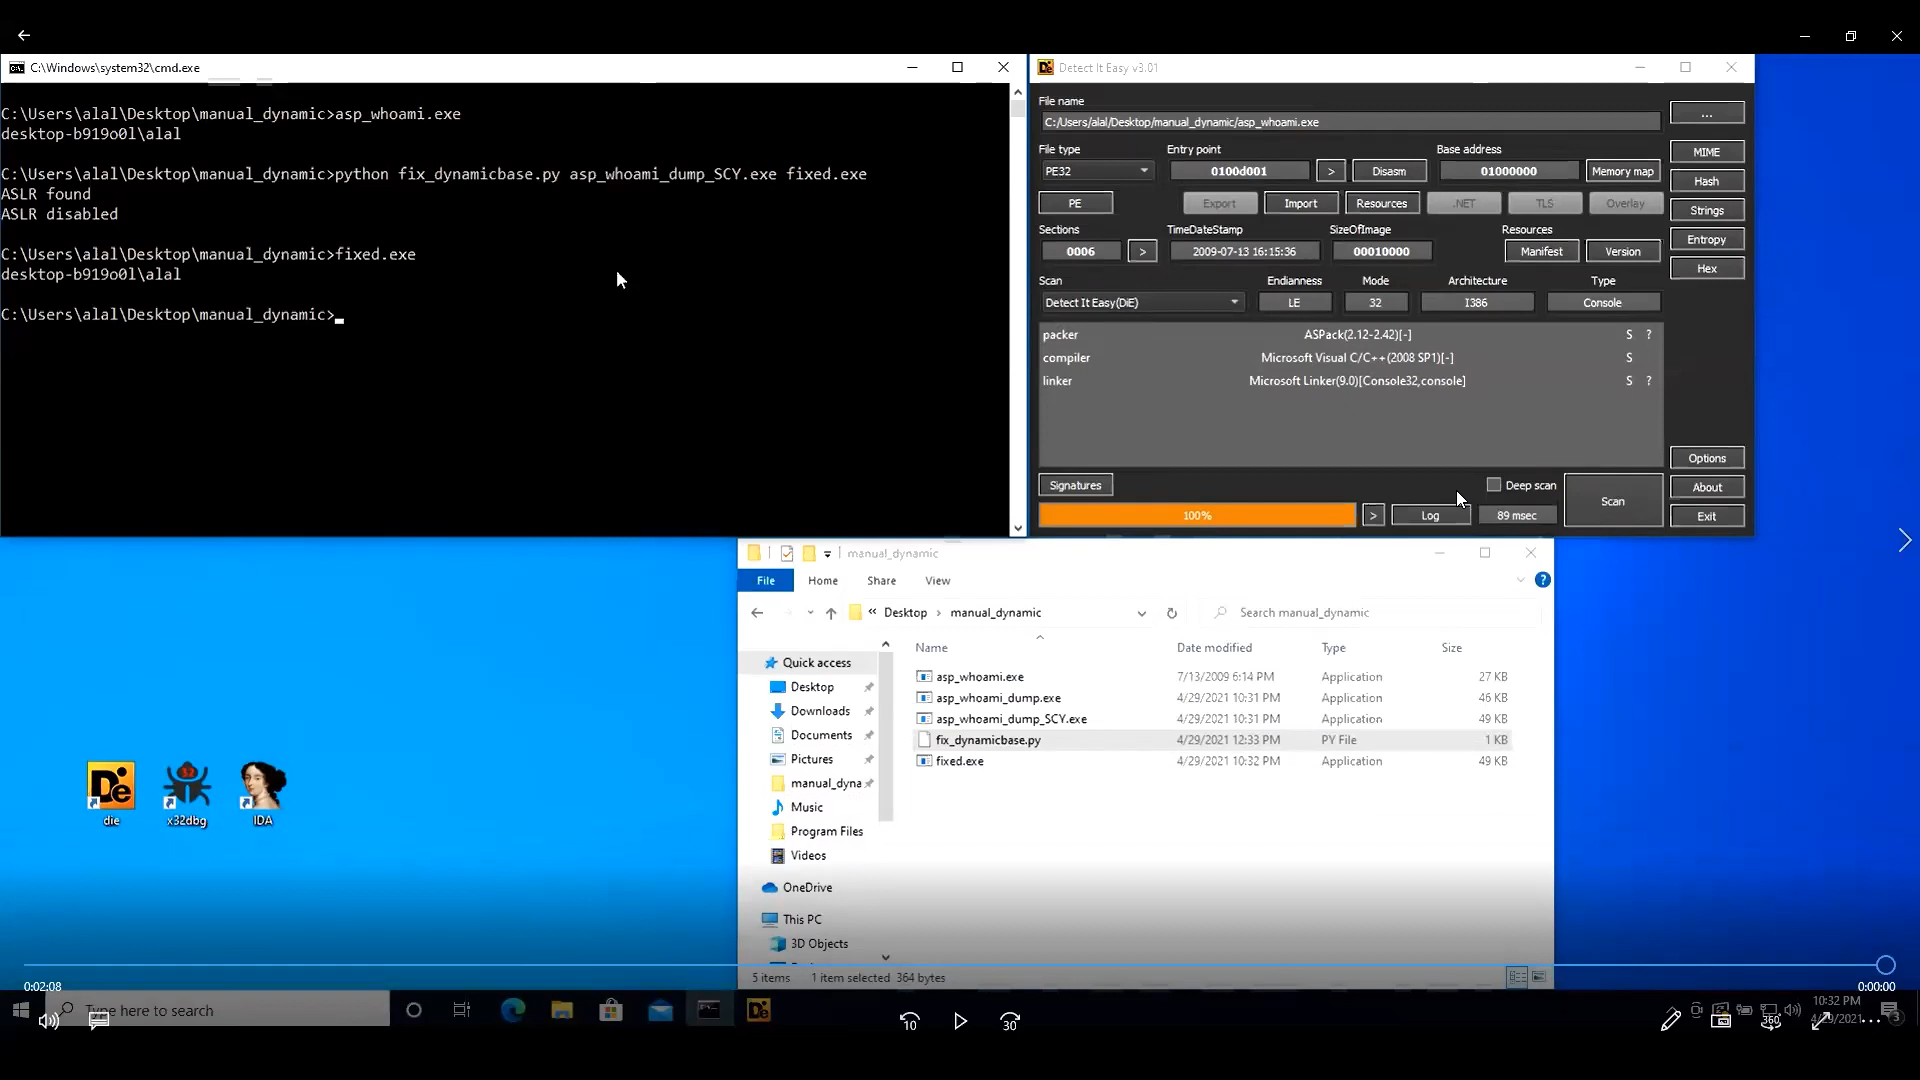 C:\Windows\system32\cmd.exe
C:\Users\alal\Desktop\manual_dynamic>asp_whoami.exe
desktop-b919o0l\alal
C:\Users\alal\Desktop\manual_dynamic>python fix_dynamicbase.py asp_whoami_dump_SCY.exe fixed.exe
ASLR found
ASLR disabled
C:\Users\alal\Desktop\manual_dynamic>fixed.exe
desktop-b919o0l\alal
C:\Users\alal\Desktop\manual_dynamic>
Detect It Easy v3.01
File name
C:/Users/alal/Desktop/manual_dynamic/asp_whoami.exe ...
File type Entry point Base address
PE32 0100d001 > Disasm 01000000 Memory map MIME
PE Export Import Resources .NET TLS Overlay Hash
Sections TimeDateStamp SizeOfImage Resources Strings
0006 > 2009-07-13 16:15:36 00010000 Manifest Version Entropy
Scan Endianness Mode Architecture Type Hex
Detect It Easy(DiE) LE 32 I386 Console
packer ASPack(2.12-2.42)[-] S ?
compiler Microsoft Visual C/C++(2008 SP1)[-] S
linker Microsoft Linker(9.0)[Console32,console] S ?
Options
Signatures Deep scan Scan About
100% > Log 89 msec Exit
manual_dynamic
File Home Share View
« Desktop › manual_dynamic Search manual_dynamic
Name Date modified Type Size
Quick access
Desktop
Downloads
Documents
Pictures
manual_dyna
Music
Program Files
Videos
OneDrive
This PC
3D Objects
asp_whoami.exe 7/13/2009 6:14 PM Application 27 KB
asp_whoami_dump.exe 4/29/2021 10:31 PM Application 46 KB
asp_whoami_dump_SCY.exe 4/29/2021 10:31 PM Application 49 KB
fix_dynamicbase.py 4/29/2021 12:33 PM PY File 1 KB
fixed.exe 4/29/2021 10:32 PM Application 49 KB
5 items 1 item selected 364 bytes
De 32
die x32dbg IDA
0:02:08 0:00:00
Type here to search
10 30
360
10:32 PM
4/29/2021
3